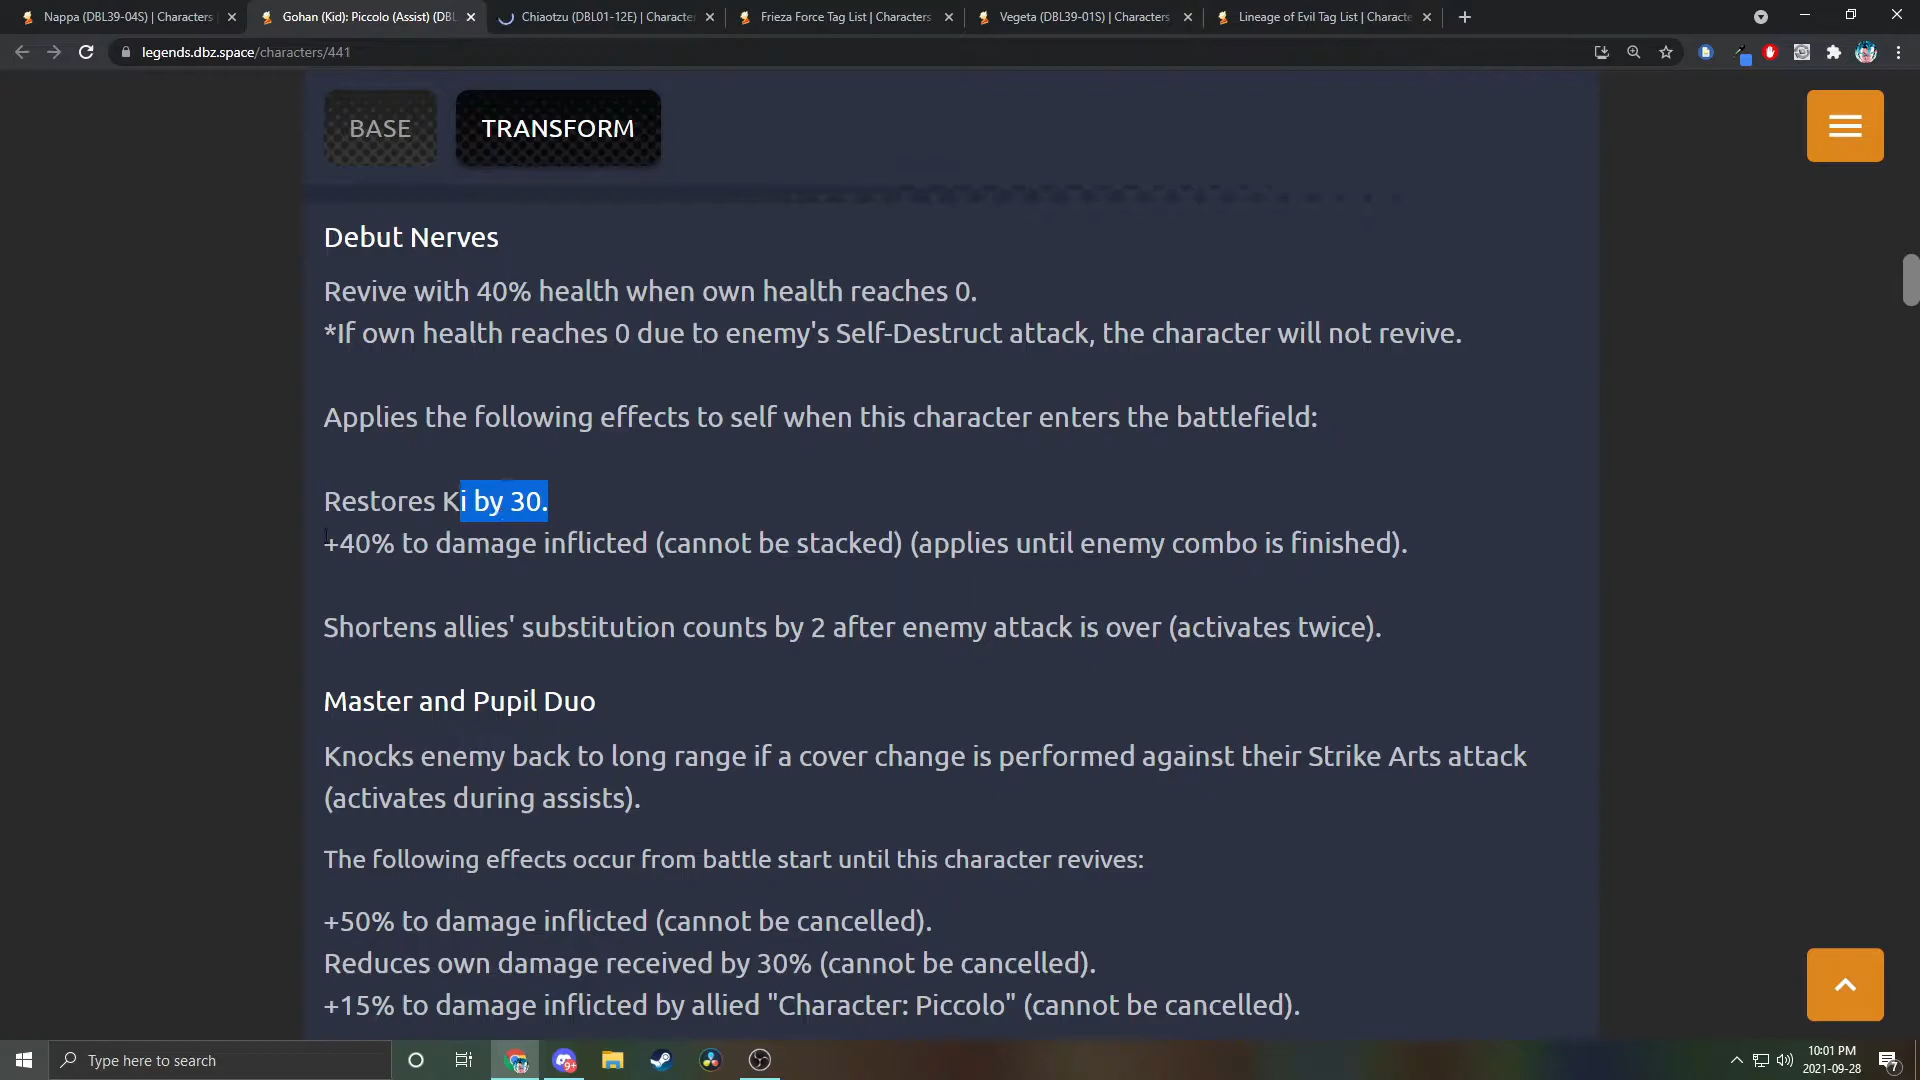 Nappa (DBL39-04S) | Characters
Gohan (Kid): Piccolo (Assist) (DBL
Chiaotzu (DBL01-12E) | Characte
Frieza Force Tag List | Characters
Vegeta (DBL39-01S) | Characters
Lineage of Evil Tag List | Characte
legends.dbz.space/characters/441
BASE
TRANSFORM
Debut Nerves
Revive with 40% health when own health reaches 0.
*If own health reaches 0 due to enemy's Self-Destruct attack, the character will not revive.
Applies the following effects to self when this character enters the battlefield:
Restores Ki by 30.
+40% to damage inflicted (cannot be stacked) (applies until enemy combo is finished).
Shortens allies' substitution counts by 2 after enemy attack is over (activates twice).
Master and Pupil Duo
Knocks enemy back to long range if a cover change is performed against their Strike Arts attack
(activates during assists).
The following effects occur from battle start until this character revives:
+50% to damage inflicted (cannot be cancelled).
Reduces own damage received by 30% (cannot be cancelled).
+15% to damage inflicted by allied "Character: Piccolo" (cannot be cancelled).
Type here to search
9+
10:01 PM
2021-09-28
7